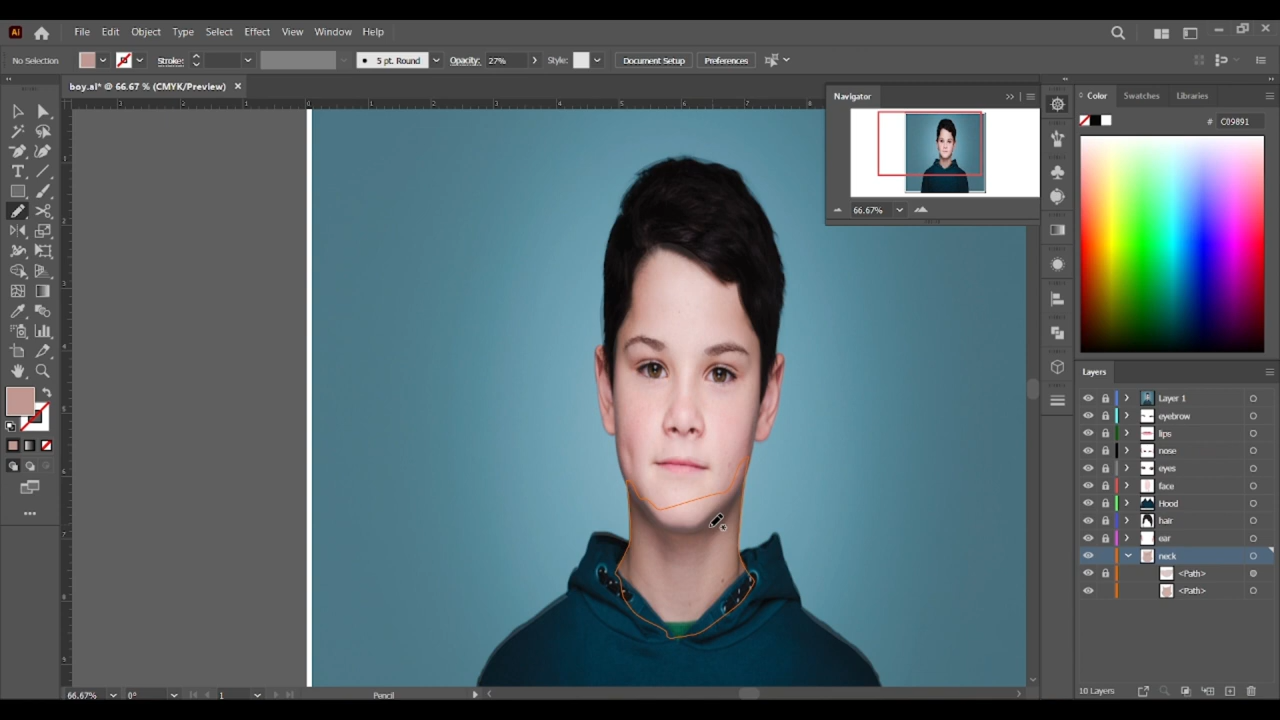 Ai File Edit Object Type Select Effect View Window Help
No Selection Stroke: 5 pt. Round Opacity: 27% Style: Document Setup Preferences
boy.ai* @ 66.67 % (CMYK/Preview)
Navigator
66.67%
Color Swatches Libraries
# C09891
Layers
Layer 1
eyebrow
lips
nose
eyes
face
Hood
hair
ear
neck
<Path>
<Path>
66.67% 0° 1 Pencil
10 Layers